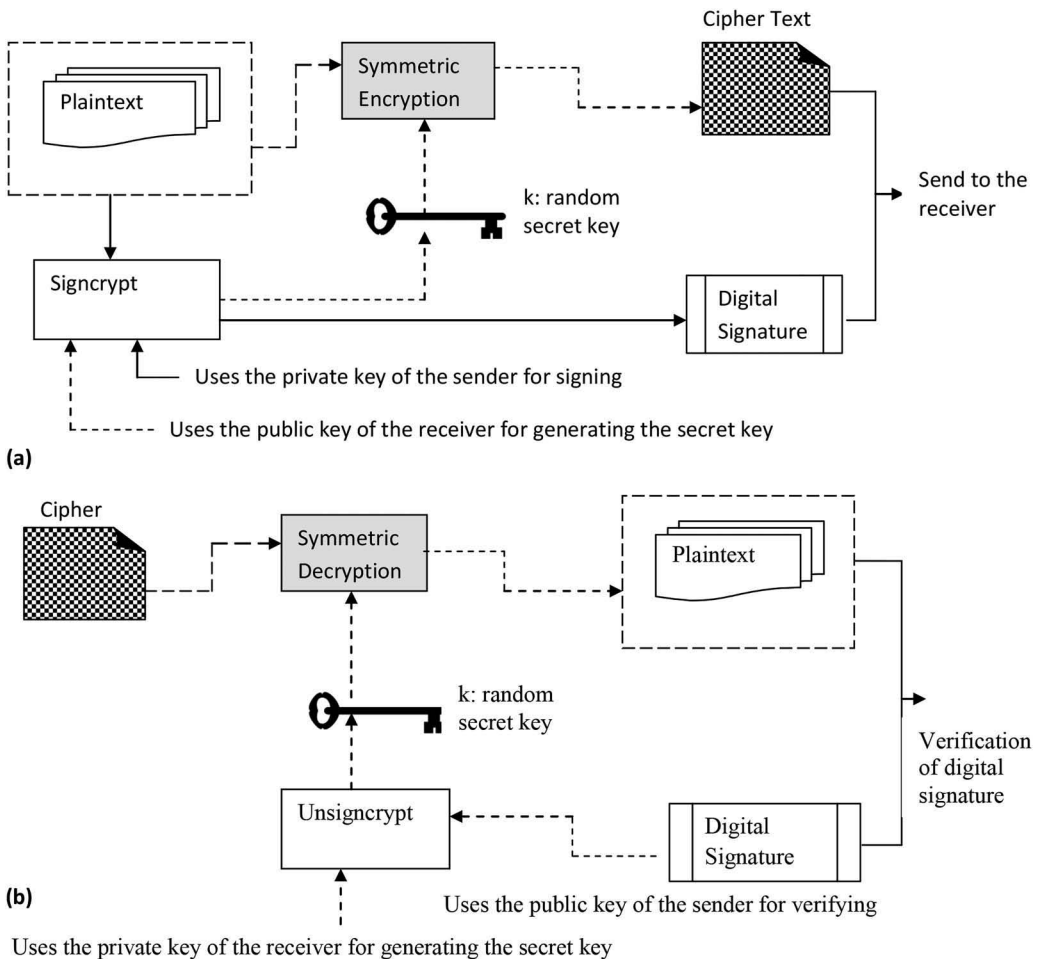 Cipher Text
Plaintext
Symmetric
Encryption
k: random
secret key
Send to the
receiver
Signcrypt
Digital
Signature
Uses the private key of the sender for signing
Uses the public key of the receiver for generating the secret key
(a)
Cipher
Symmetric
Decryption
Plaintext
k: random
secret key
Verification
of digital
signature
Unsigncrypt
Digital
Signature
(b)
Uses the public key of the sender for verifying
Uses the private key of the receiver for generating the secret key